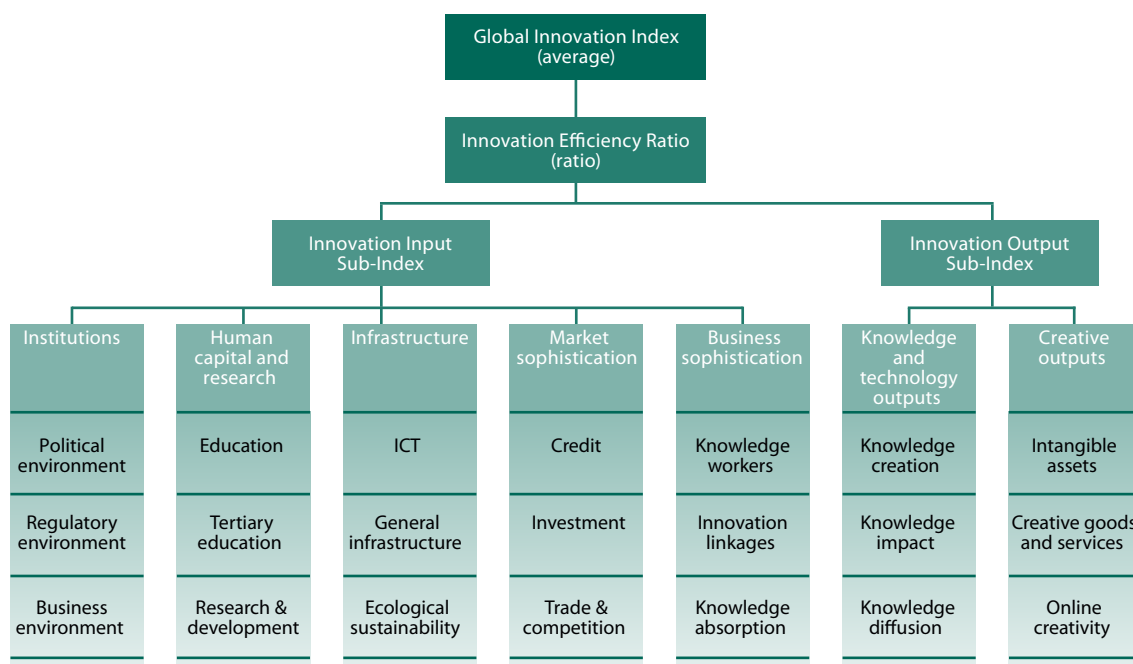 Global Innovation Index
(average)
Innovation Efficiency Ratio
(ratio)
Innovation Input
Sub-Index
Innovation Output
Sub-Index
Institutions
Human
capital and
research
Infrastructure
Market
sophistication
Business
sophistication
Knowledge
and
technology
outputs
Creative
outputs
Political
environment
Education
ICT
Credit
Knowledge
workers
Knowledge
creation
Intangible
assets
Regulatory
environment
Tertiary
education
General
infrastructure
Investment
Innovation
linkages
Knowledge
impact
Creative goods
and services
Business
environment
Research &
development
Ecological
sustainability
Trade &
competition
Knowledge
absorption
Knowledge
diffusion
Online
creativity